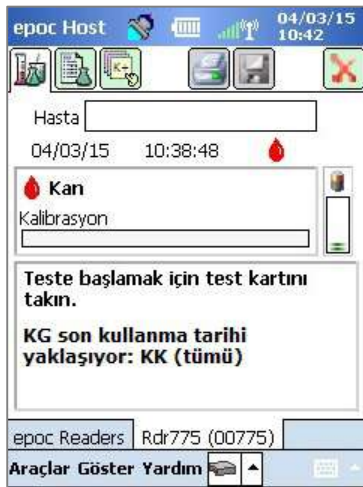 epoc Host 04/03/15
10:42
K+
Hasta
04/03/15 10:38:48
Kan
Kalibrasyon
Teste başlamak için test kartını
takın.
KG son kullanma tarihi
yaklaşıyor: KK (tümü)
epoc Readers Rdr775 (00775)
Araçlar Göster Yardım